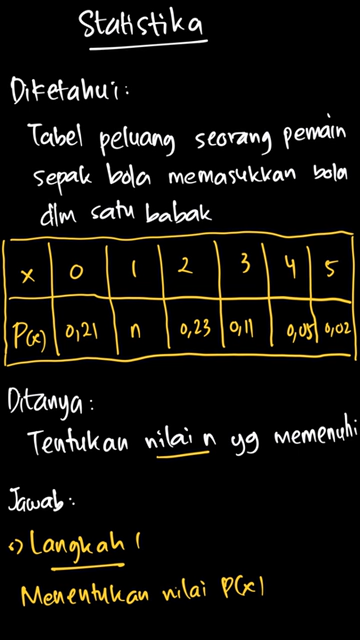 Statistika
Diketahui:
Tabel peluang seorang pemain
sepak bola memasukkan bola
dlm satu babak
x 0 1 2 3 4 5
P(x) 0,21 n 0,23 0,11 0,05 0,02
Ditanya:
Tentukan nilai n yg memenuhi
Jawab:
Langkah 1
Menentukan nilai P(x)